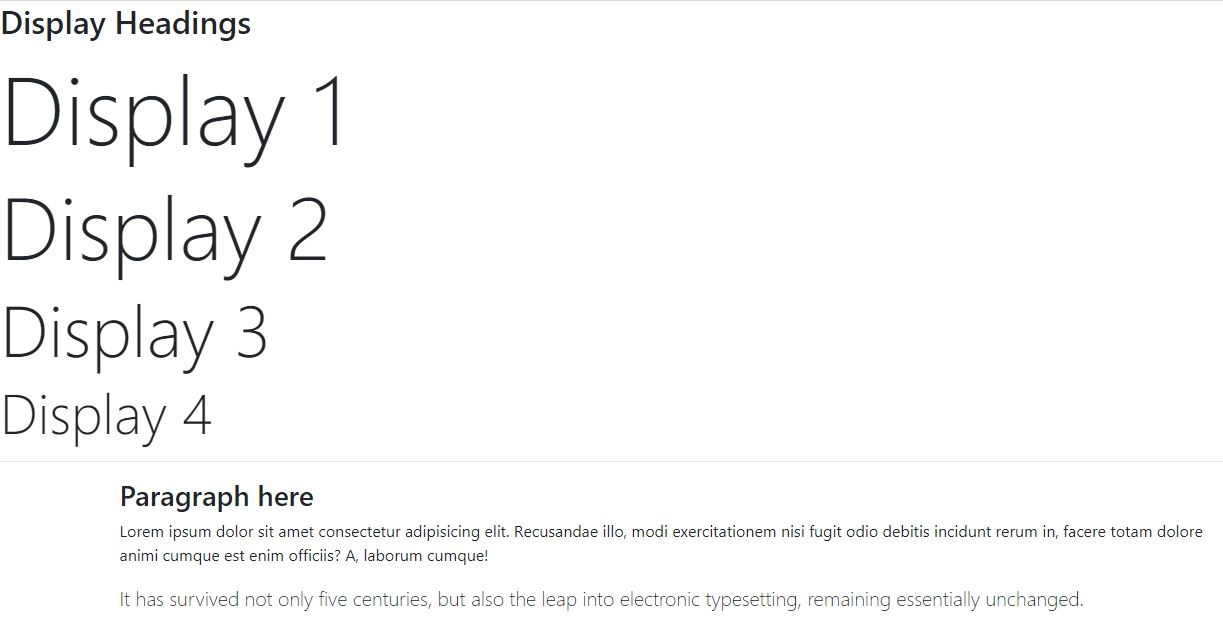 Display Headings
Display 1
Display 2
Display 3
Display 4
Paragraph here
Lorem ipsum dolor sit amet consectetur adipisicing elit. Recusandae illo, modi exercitationem nisi fugit odio debitis incidunt rerum in, facere totam dolore
animi cumque est enim officiis? A, laborum cumque!
It has survived not only five centuries, but also the leap into electronic typesetting, remaining essentially unchanged.